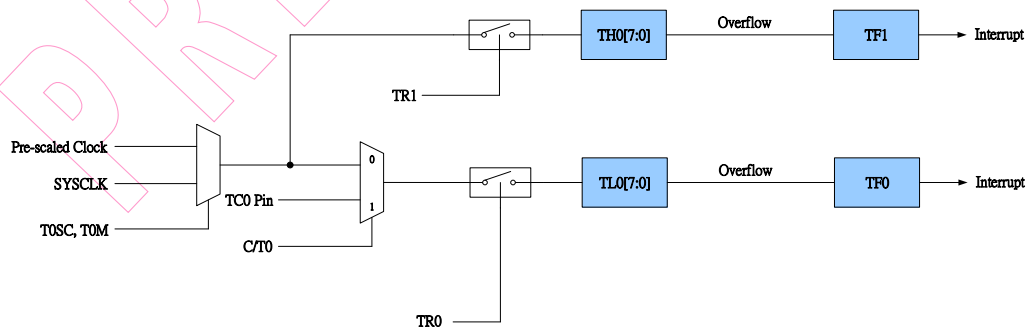 TH0[7:0]
Overflow
TF1
Interrupt
TR1
Pre-scaled Clock
0
SYSCLK
TL0[7:0]
Overflow
TF0
Interrupt
TC0 Pin
1
T0SC, T0M
C/T0
TR0